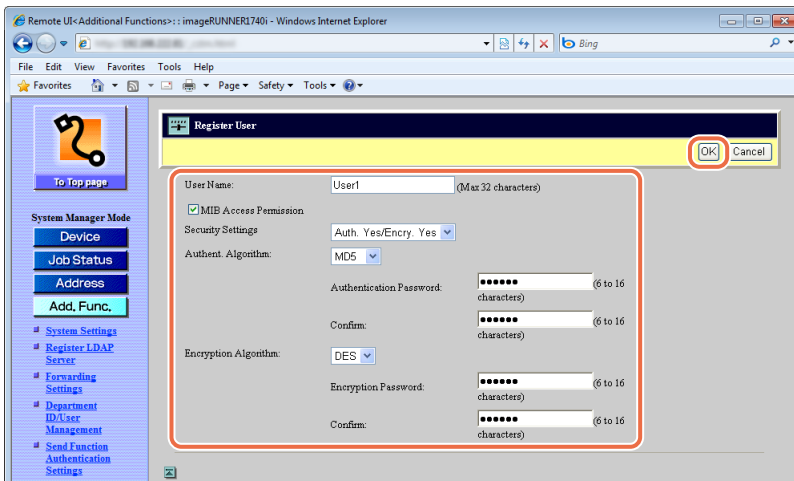 Remote UI<Additional Functions>: : imageRUNNER1740i - Windows Internet Explorer
Bing
File Edit View Favorites Tools Help
Favorites Page Safety Tools
Register User
OK Cancel
To Top page
System Manager Mode
Device
Job Status
Address
Add. Func.
System Settings
Register LDAP
Server
Forwarding
Settings
Department
ID/User
Management
Send Function
Authentication
Settings
User Name: User1 (Max 32 characters)
MIB Access Permission
Security Settings Auth. Yes/Encry. Yes
Authent. Algorithm: MD5
Authentication Password: •••••• (6 to 16
characters)
Confirm: •••••• (6 to 16
characters)
Encryption Algorithm: DES
Encryption Password: •••••• (6 to 16
characters)
Confirm: •••••• (6 to 16
characters)